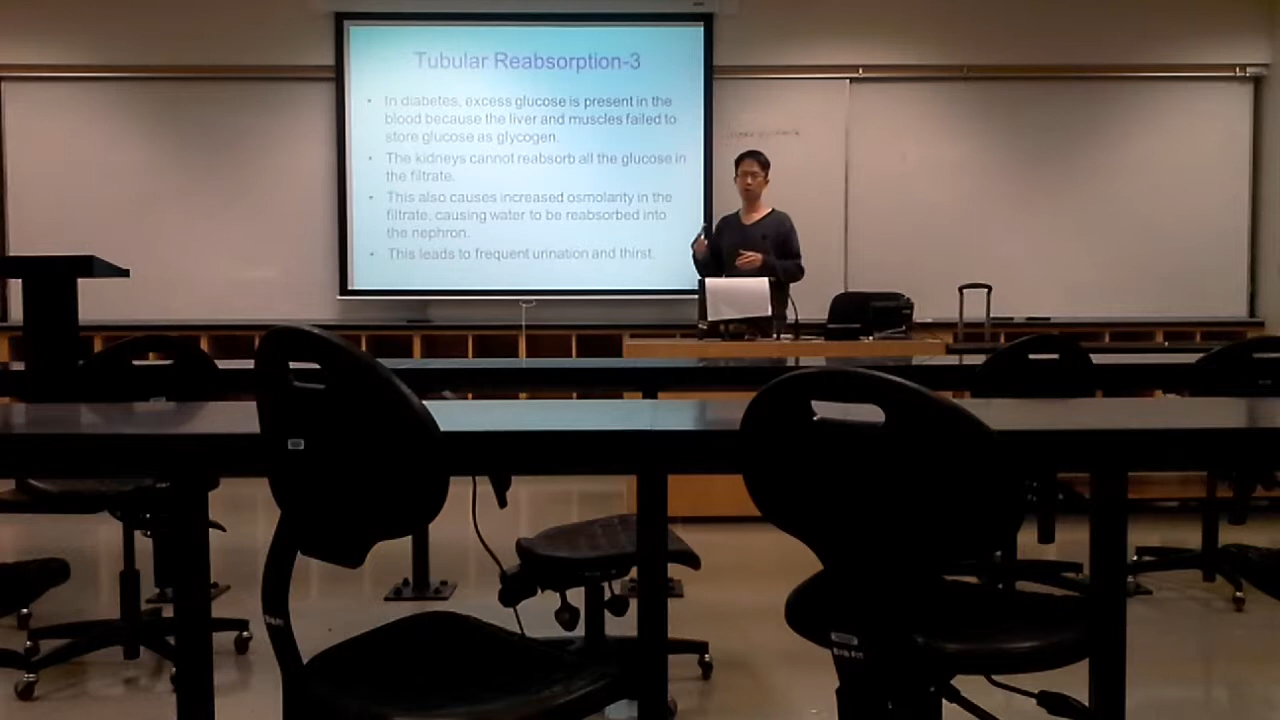 Tubular Reabsorption-3
• In diabetes, excess glucose is present in the
blood because the liver and muscles failed to
store glucose as glycogen.
• The kidneys cannot reabsorb all the glucose in
the filtrate.
• This also causes increased osmolarity in the
filtrate, causing water to be reabsorbed into
the nephron.
• This leads to frequent urination and thirst.